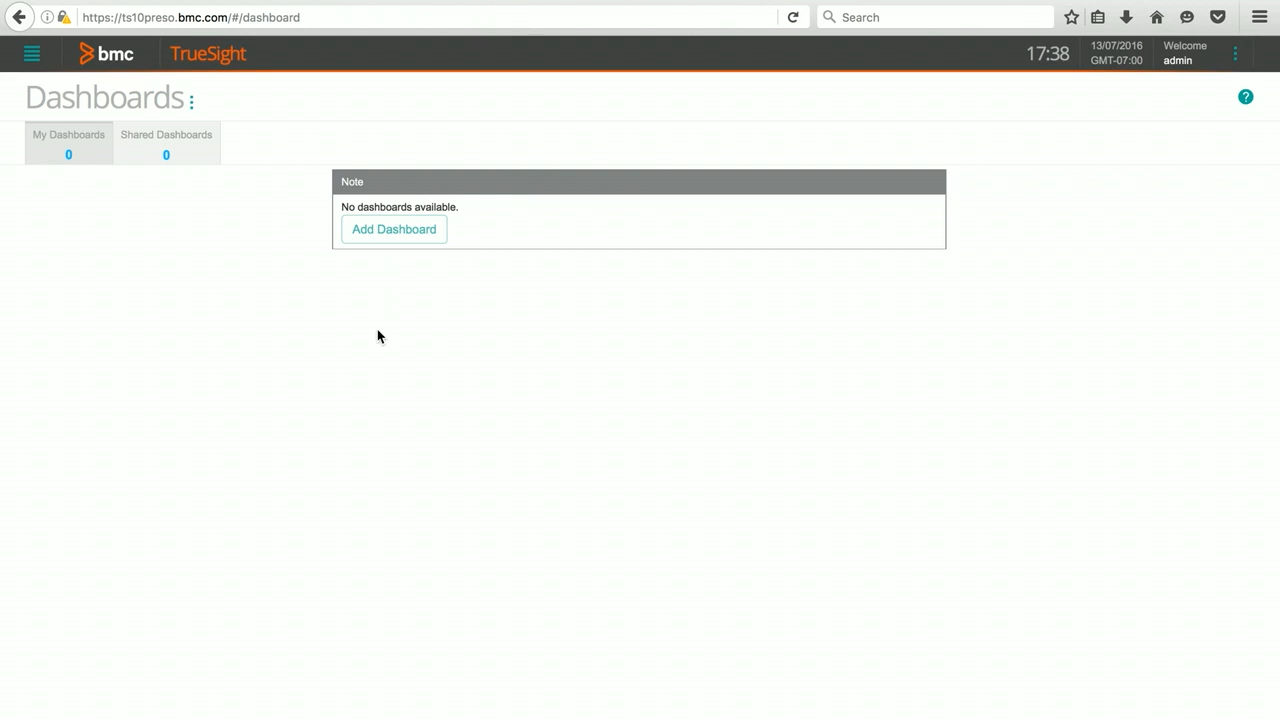 https://ts10preso.bmc.com/#/dashboard
Search
bmc
TrueSight
17:38
13/07/2016
GMT-07:00
Welcome
admin
Dashboards
?
My Dashboards
0
Shared Dashboards
0
Note
No dashboards available.
Add Dashboard